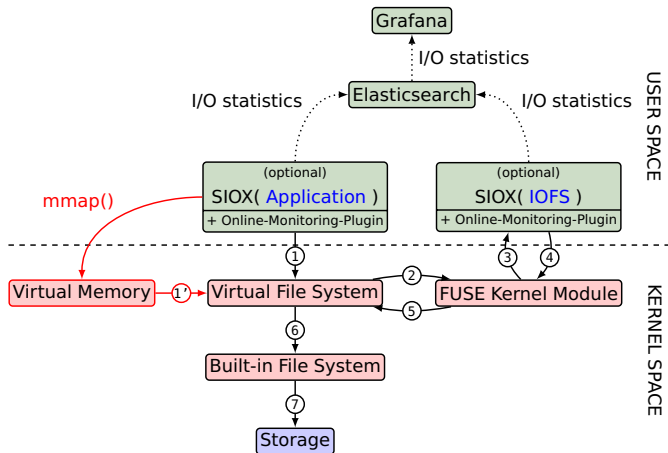 Grafana
I/O statistics
Elasticsearch
I/O statistics
I/O statistics
USER SPACE
(optional)
SIOX( Application )
+ Online-Monitoring-Plugin
(optional)
SIOX( IOFS )
+ Online-Monitoring-Plugin
mmap()
1
3
4
Virtual Memory
1'
Virtual File System
2
5
FUSE Kernel Module
KERNEL SPACE
6
Built-in File System
7
Storage